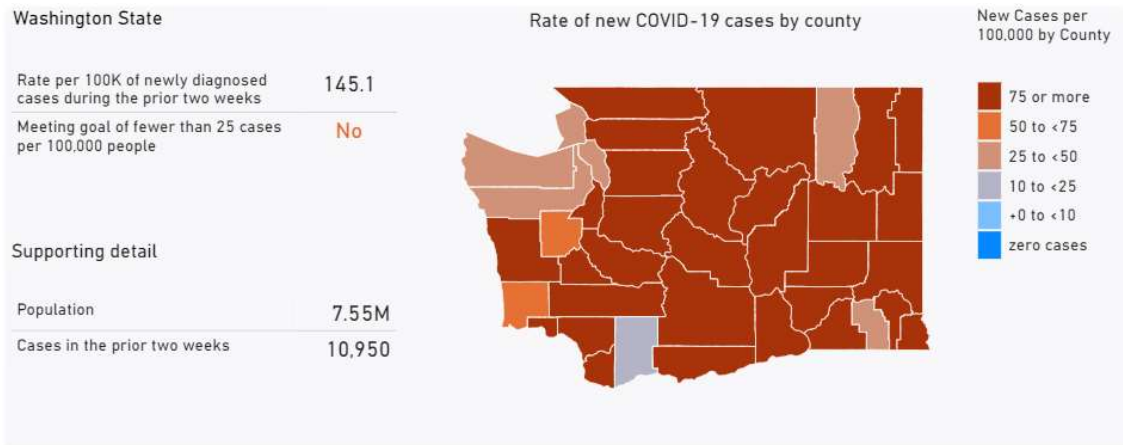 Washington State
Rate per 100K of newly diagnosed
cases during the prior two weeks
145.1
Meeting goal of fewer than 25 cases
per 100,000 people
No
Supporting detail
Population
7.55M
Cases in the prior two weeks
10,950
Rate of new COVID-19 cases by county
New Cases per
100,000 by County
75 or more
50 to <75
25 to <50
10 to <25
+0 to <10
zero cases